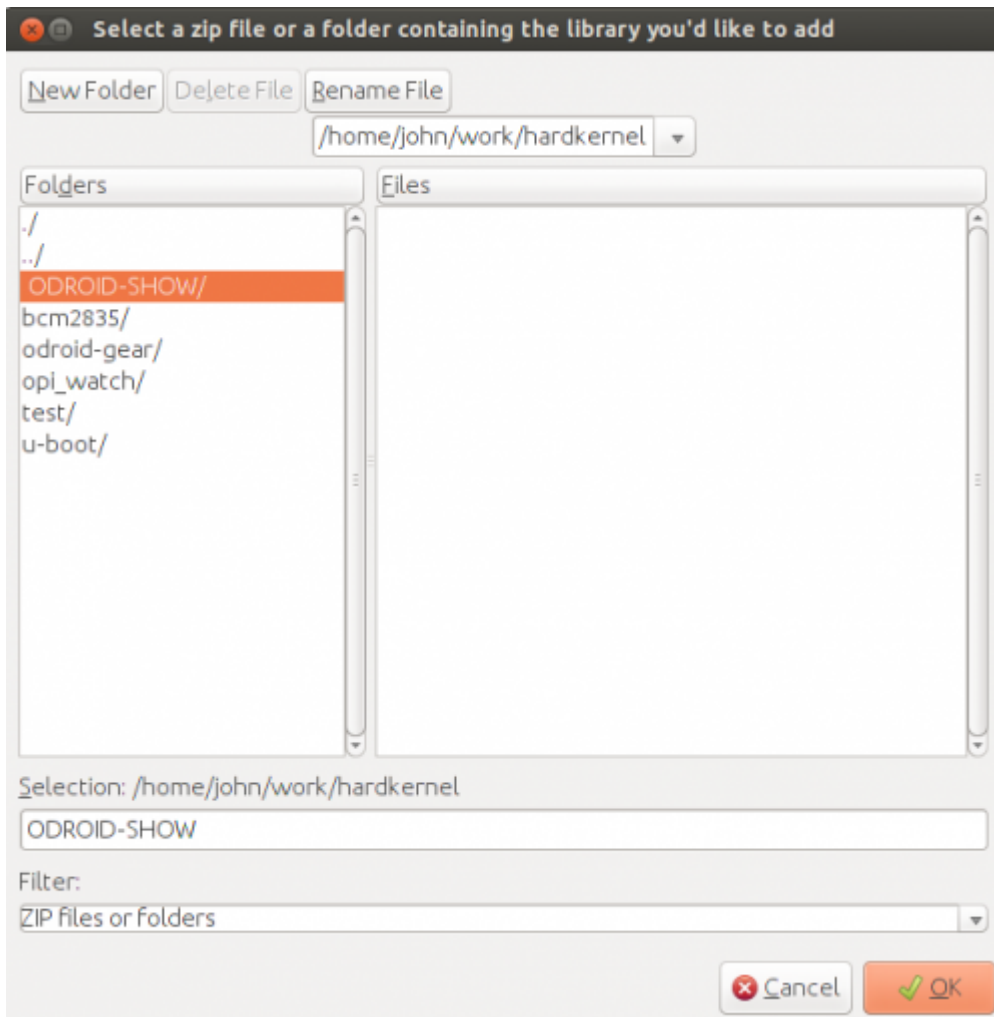 Select a zip file or a folder containing the library you'd like to add
New Folder Delete File Rename File
/home/john/work/hardkernel
Folders Files
./
../
ODROID-SHOW/
bcm2835/
odroid-gear/
opi_watch/
test/
u-boot/
Selection: /home/john/work/hardkernel
ODROID-SHOW
Filter:
ZIP files or folders
Cancel OK